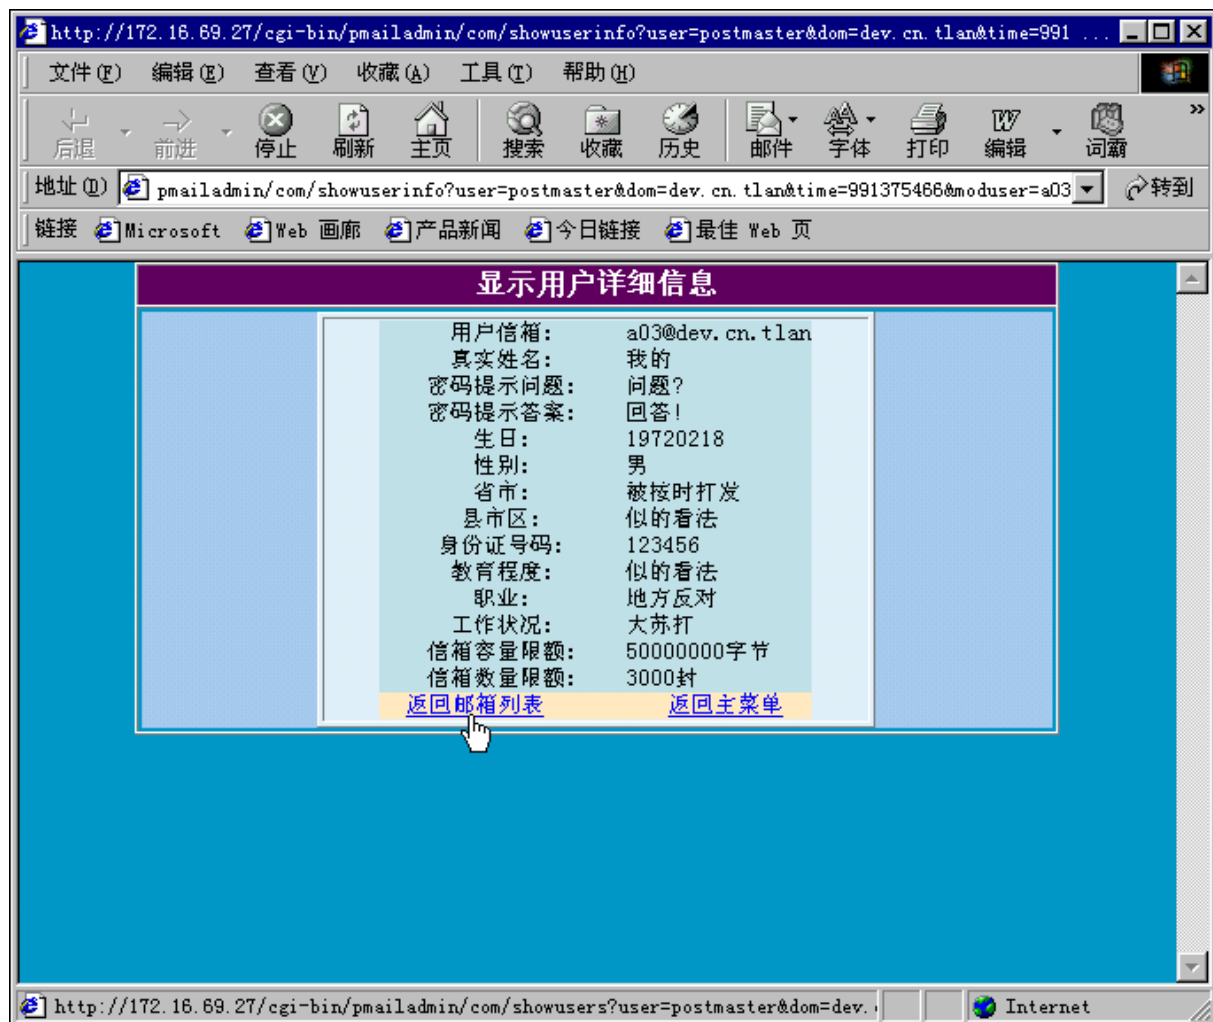 http://172.16.69.27/cgi-bin/pmailadmin/com/showuserinfo?user=postmaster&dom=dev.cn.tlan&time=991 ...
文件(F) 编辑(E) 查看(V) 收藏(A) 工具(T) 帮助(H)
后退 前进 停止 刷新 主页 搜索 收藏 历史 邮件 字体 打印 编辑 词霸 »
地址(D) pmailadmin/com/showuserinfo?user=postmaster&dom=dev.cn.tlan&time=991375466&moduser=a03 转到
链接 Microsoft Web 画廊 产品新闻 今日链接 最佳 Web 页
显示用户详细信息
用户信箱: a03@dev.cn.tlan
真实姓名: 我的
密码提示问题: 问题?
密码提示答案: 回答!
生日: 19720218
性别: 男
省市: 被按时打发
县市区: 似的看法
身份证号码: 123456
教育程度: 似的看法
职业: 地方反对
工作状况: 大苏打
信箱容量限额: 50000000字节
信箱数量限额: 3000封
返回邮箱列表 返回主菜单
http://172.16.69.27/cgi-bin/pmailadmin/com/showusers?user=postmaster&dom=dev. Internet